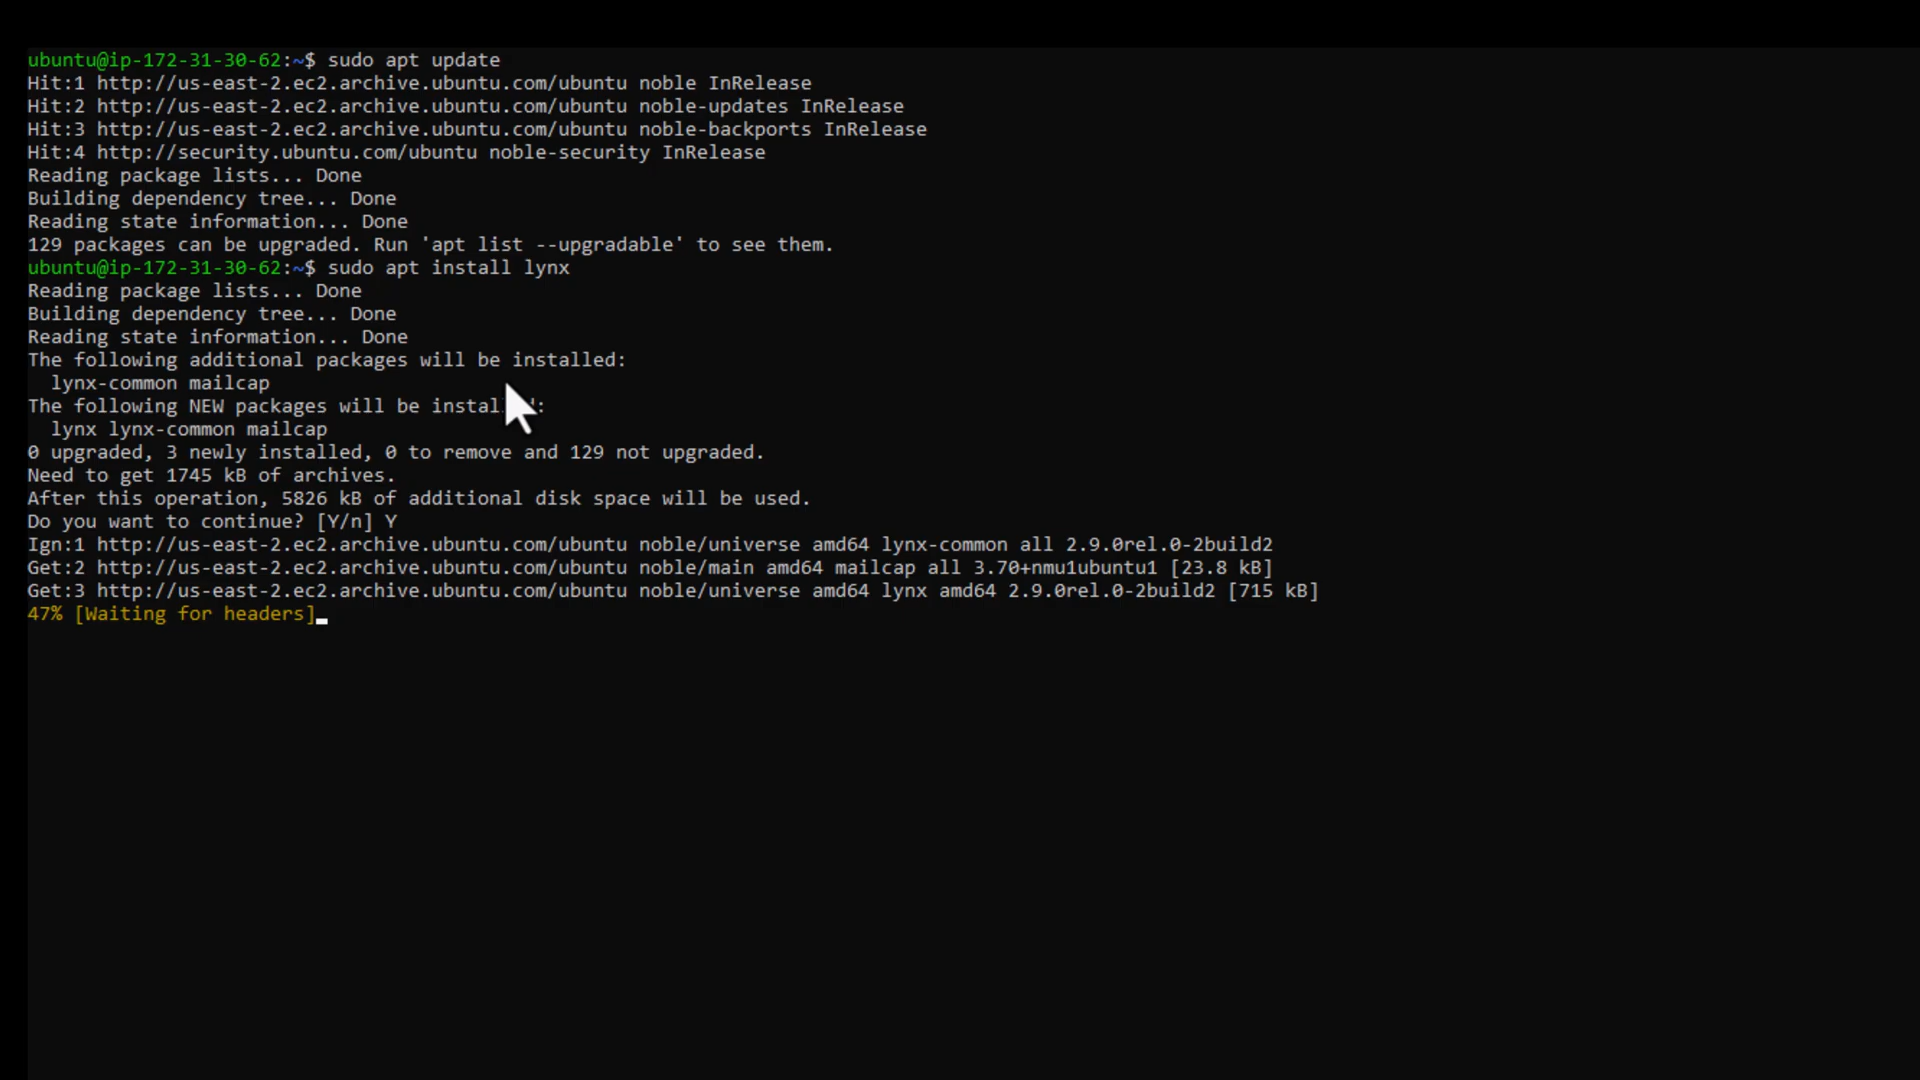 ubuntu@ip-172-31-30-62:~$ sudo apt update
Hit:1 http://us-east-2.ec2.archive.ubuntu.com/ubuntu noble InRelease
Hit:2 http://us-east-2.ec2.archive.ubuntu.com/ubuntu noble-updates InRelease
Hit:3 http://us-east-2.ec2.archive.ubuntu.com/ubuntu noble-backports InRelease
Hit:4 http://security.ubuntu.com/ubuntu noble-security InRelease
Reading package lists... Done
Building dependency tree... Done
Reading state information... Done
129 packages can be upgraded. Run 'apt list --upgradable' to see them.
ubuntu@ip-172-31-30-62:~$ sudo apt install lynx
Reading package lists... Done
Building dependency tree... Done
Reading state information... Done
The following additional packages will be installed:
  lynx-common mailcap
The following NEW packages will be instal :
  lynx lynx-common mailcap
0 upgraded, 3 newly installed, 0 to remove and 129 not upgraded.
Need to get 1745 kB of archives.
After this operation, 5826 kB of additional disk space will be used.
Do you want to continue? [Y/n] Y
Ign:1 http://us-east-2.ec2.archive.ubuntu.com/ubuntu noble/universe amd64 lynx-common all 2.9.0rel.0-2build2
Get:2 http://us-east-2.ec2.archive.ubuntu.com/ubuntu noble/main amd64 mailcap all 3.70+nmu1ubuntu1 [23.8 kB]
Get:3 http://us-east-2.ec2.archive.ubuntu.com/ubuntu noble/universe amd64 lynx amd64 2.9.0rel.0-2build2 [715 kB]
47% [Waiting for headers]